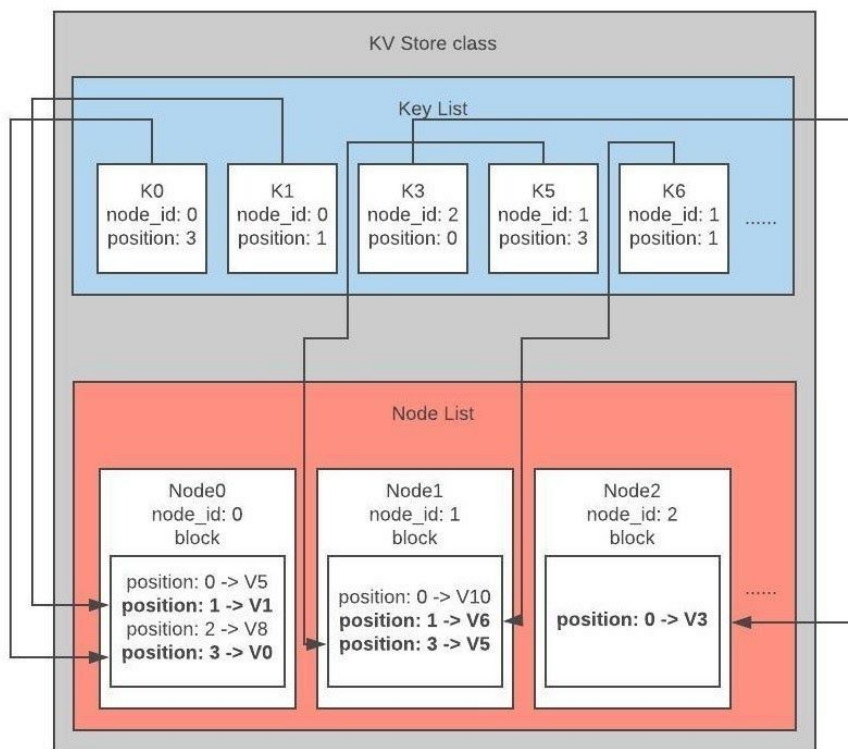 KV Store class
Key List
K0
node_id: 0
position: 3
K1
node_id: 0
position: 1
K3
node_id: 2
position: 0
K5
node_id: 1
position: 3
K6
node_id: 1
position: 1
......
Node List
Node0
node_id: 0
block
position: 0 -> V5
position: 1 -> V1
position: 2 -> V8
position: 3 -> V0
Node1
node_id: 1
block
position: 0 -> V10
position: 1 -> V6
position: 3 -> V5
Node2
node_id: 2
block
position: 0 -> V3
......